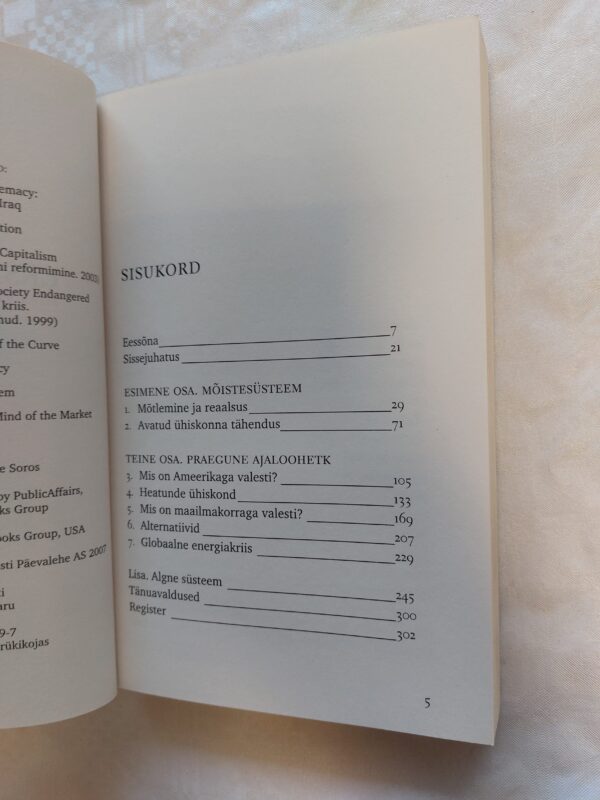 emacy:
Iraq
tion
Capitalism
ni reformimine. 2003)
ociety Endangered
kriis.
nud. 1999)
of the Curve
cy
em
Mind of the Market
e Soros
by PublicAffairs,
ks Group
ooks Group, USA
esti Päevalehe AS 2007
ti
aru
9-7
rükikojas
SISUKORD
Eessõna 7
Sissejuhatus 21
ESIMENE OSA. MÕISTESÜSTEEM
1. Mõtlemine ja reaalsus 29
2. Avatud ühiskonna tähendus 71
TEINE OSA. PRAEGUNE AJALOOHETK
3. Mis on Ameerikaga valesti? 105
4. Heatunde ühiskond 133
5. Mis on maailmakorraga valesti? 169
6. Alternatiivid 207
7. Globaalne energiakriis 229
Lisa. Algne süsteem 245
Tänuavaldused 300
Register 302
5